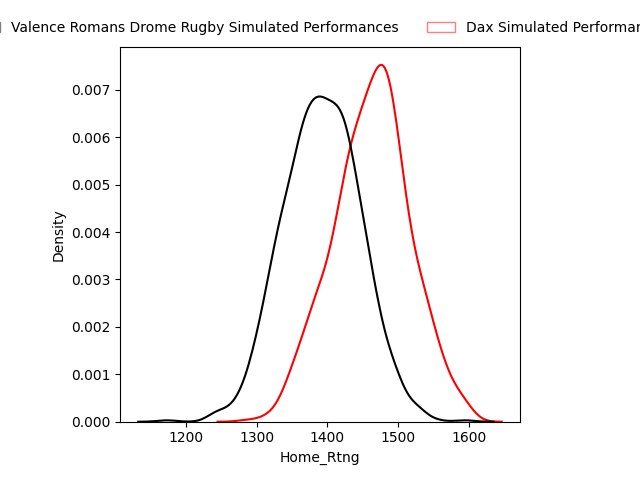 Valence Romans Drome Rugby Simulated Performances
Dax Simulated
0.007
0.006
0.005
0.004
0.003
0.002
0.001
0.000
Density
1200 1300 1400 1500 1600
Home_Rtng